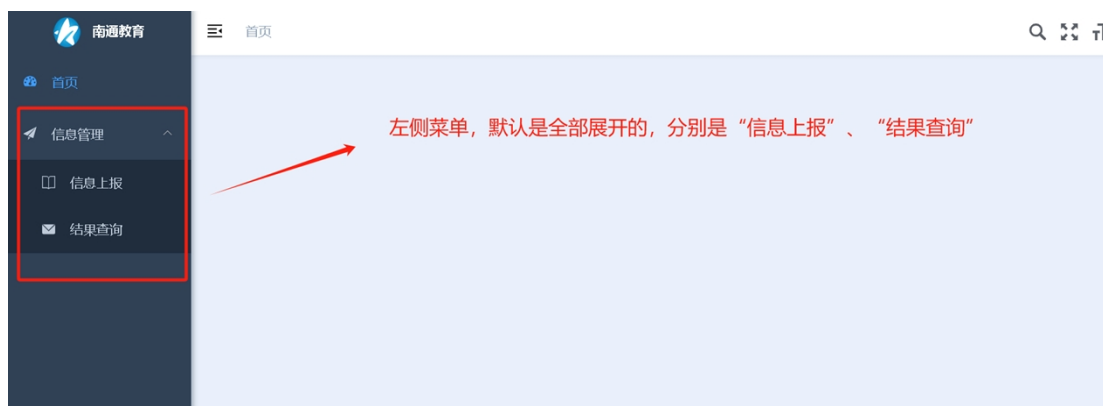 南通教育
首页
首页
信息管理
左侧菜单，默认是全部展开的，分别是“信息上报”、“结果查询”
信息上报
结果查询